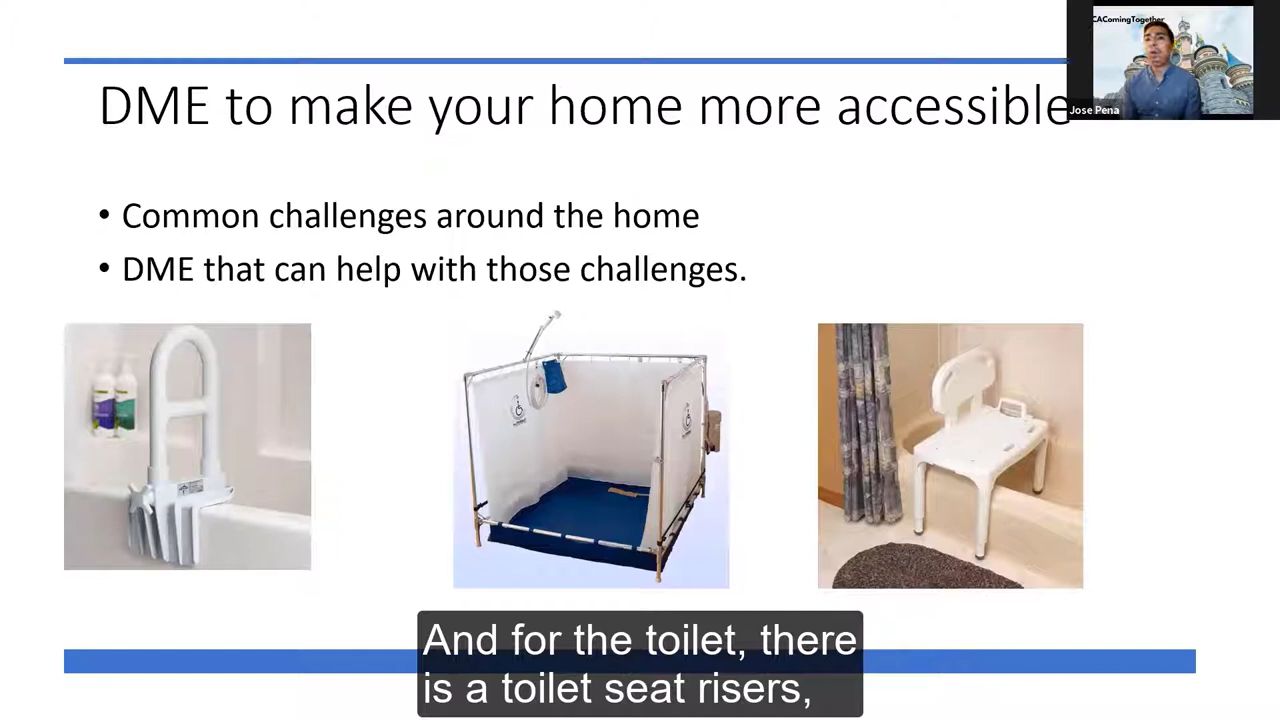 CAComingTogether
Jose Pena
DME to make your home more accessible
• Common challenges around the home
• DME that can help with those challenges.
And for the toilet, there
is a toilet seat risers,